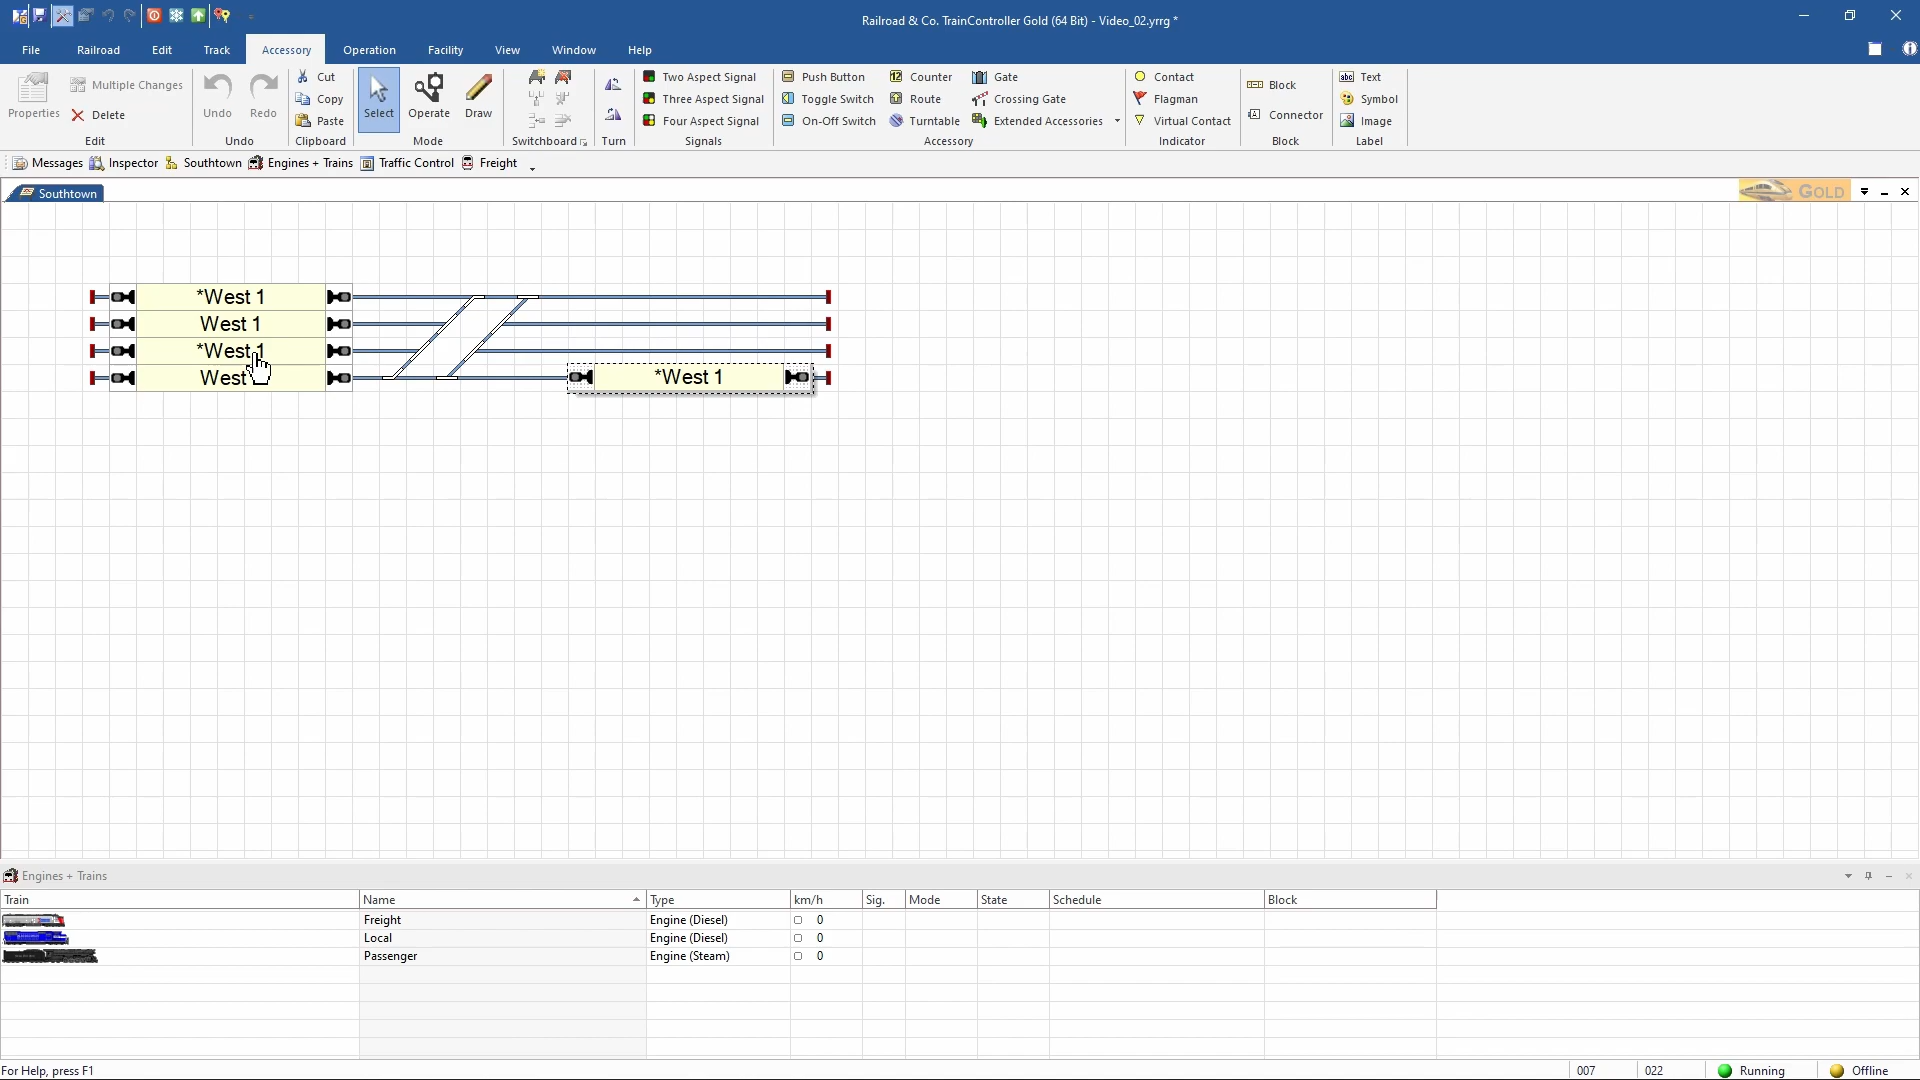 Railroad & Co. TrainController Gold (64 Bit) - Video_02.yrrg *
File Railroad Edit Track Accessory Operation Facility View Window Help
Properties
Multiple Changes
Delete
Edit
Undo Redo
Undo
Cut
Copy
Paste
Clipboard
Select Operate Draw
Mode
Switchboard
Turn
Two Aspect Signal
Three Aspect Signal
Four Aspect Signal
Signals
Push Button Counter Gate
Toggle Switch Route Crossing Gate
On-Off Switch Turntable Extended Accessories
Accessory
Contact
Flagman
Virtual Contact
Indicator
Block
Connector
Block
abc Text
Symbol
Image
Label
Messages Inspector Southtown Engines + Trains Traffic Control Freight
Southtown
GOLD
*West 1
West 1
*West 1
West
*West 1
Engines + Trains
Train Name Type km/h Sig. Mode State Schedule Block
Freight Engine (Diesel) 0
Local Engine (Diesel) 0
Passenger Engine (Steam) 0
For Help, press F1 007 022 Running Offline